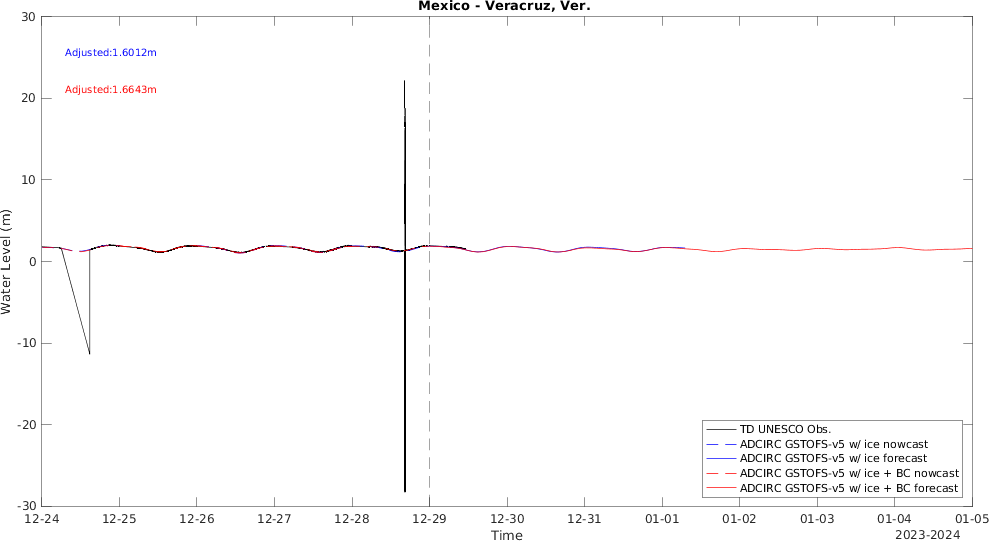 Mexico - Veracruz, Ver.
Adjusted:1.6012m
Adjusted:1.6643m
Water Level (m)
30
20
10
0
-10
-20
-30
TD UNESCO Obs.
ADCIRC GSTOFS-v5 w/ ice nowcast
ADCIRC GSTOFS-v5 w/ ice forecast
ADCIRC GSTOFS-v5 w/ ice + BC nowcast
ADCIRC GSTOFS-v5 w/ ice + BC forecast
12-24 12-25 12-26 12-27 12-28 12-29 12-30 12-31 01-01 01-02 01-03 01-04 01-05
Time
2023-2024